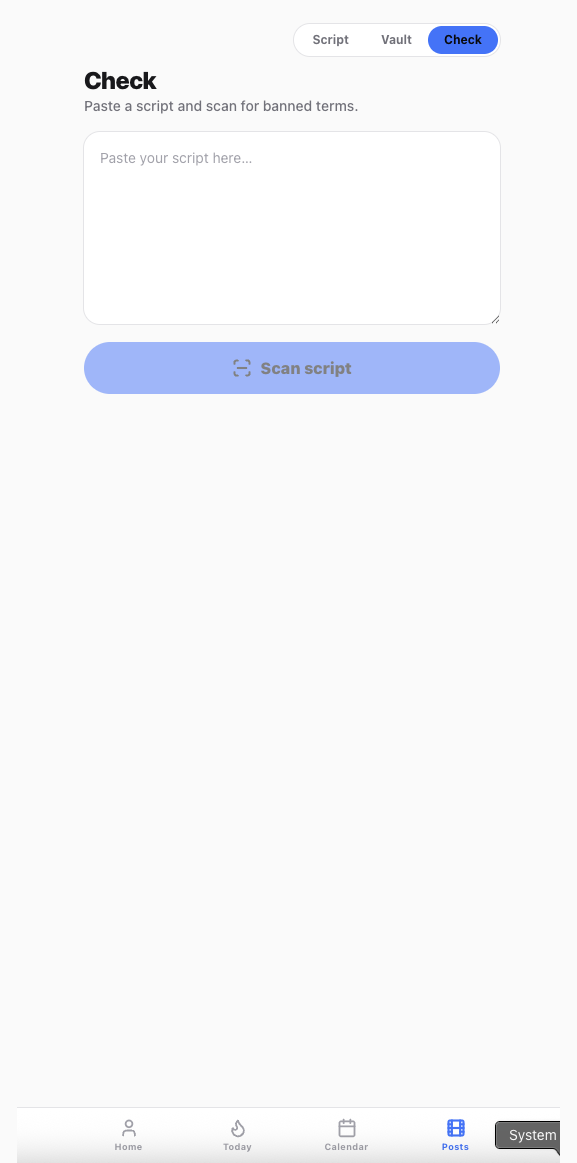 Script Vault Check
Check
Paste a script and scan for banned terms.
Paste your script here...
Scan script
Home Today Calendar Posts
System